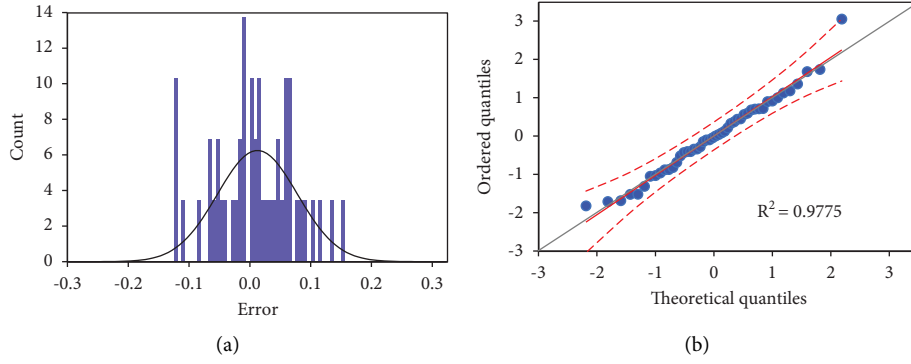 14
12
10
8
6
4
2
0
Count
-0.3 -0.2 -0.1 0.0 0.1 0.2 0.3
Error
(a)
3
2
1
0
-1
-2
-3
Ordered quantiles
R² = 0.9775
-3 -2 -1 0 1 2 3
Theoretical quantiles
(b)